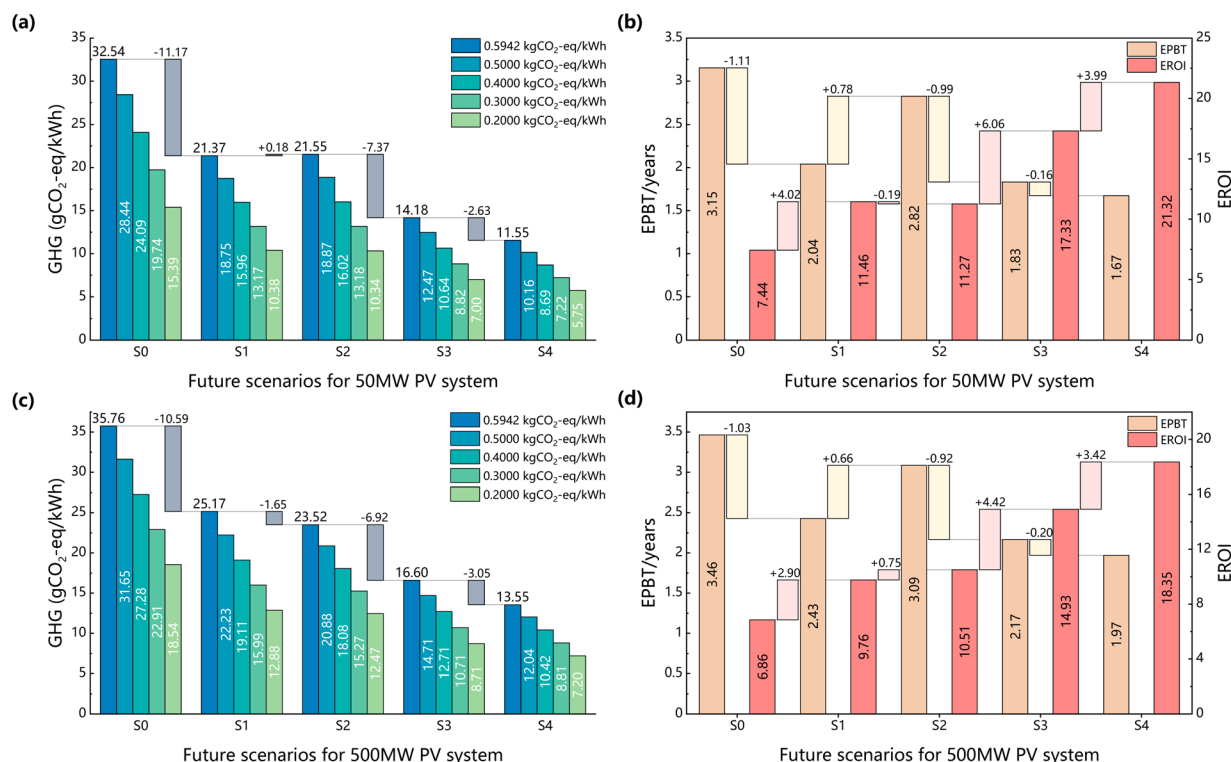 (a)
32.54 -11.17
0.5942 kgCO2-eq/kWh
0.5000 kgCO2-eq/kWh
0.4000 kgCO2-eq/kWh
0.3000 kgCO2-eq/kWh
0.2000 kgCO2-eq/kWh
21.37 +0.18 21.55 -7.37
14.18 -2.63
11.55
28.44 24.09 19.74 15.39
18.75 15.96 13.17 10.38
18.87 16.02 13.18 10.34
12.47 10.64 8.82 7.00
10.16 8.69 7.22 5.75
GHG (gCO2-eq/kWh)
35
30
25
20
15
10
5
0
S0 S1 S2 S3 S4
Future scenarios for 50MW PV system
(b)
EPBT
EROI
-1.11 +0.78 -0.99 +3.99
+6.06
+4.02 -0.19 -0.16
3.15 7.44 2.04 11.46 2.82 11.27 1.83 17.33 1.67 21.32
EPBT/years
3.5
3
2.5
2
1.5
1
0.5
0
EROI
25
20
15
10
5
0
S0 S1 S2 S3 S4
Future scenarios for 50MW PV system
(c)
35.76 -10.59
0.5942 kgCO2-eq/kWh
0.5000 kgCO2-eq/kWh
0.4000 kgCO2-eq/kWh
0.3000 kgCO2-eq/kWh
0.2000 kgCO2-eq/kWh
25.17 -1.65 23.52 -6.92
16.60 -3.05
13.55
31.65 27.28 22.91 18.54
22.23 19.11 15.99 12.88
20.88 18.08 15.27 12.47
14.71 12.71 10.71 8.71
12.04 10.42 8.81 7.20
GHG (gCO2-eq/kWh)
35
30
25
20
15
10
5
0
S0 S1 S2 S3 S4
Future scenarios for 500MW PV system
(d)
EPBT
EROI
-1.03 +0.66 -0.92 +3.42
+4.42
+2.90 +0.75 -0.20
3.46 6.86 2.43 9.76 3.09 10.51 2.17 14.93 1.97 18.35
EPBT/years
3.5
3
2.5
2
1.5
1
0.5
0
EROI
20
16
12
8
4
0
S0 S1 S2 S3 S4
Future scenarios for 500MW PV system